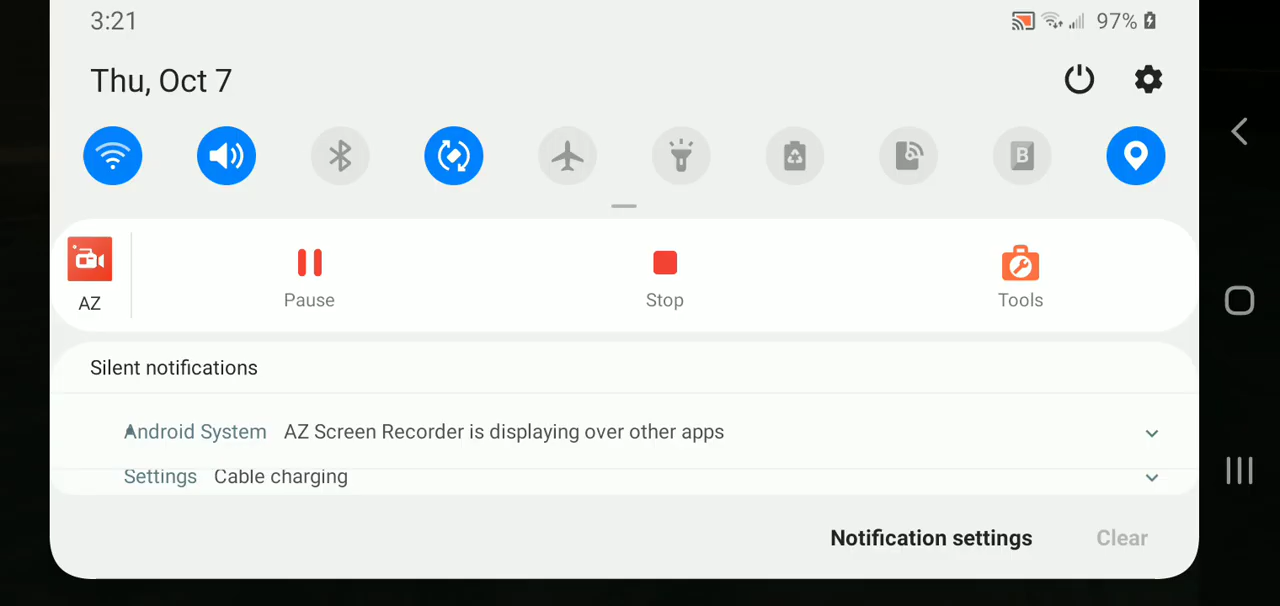 3:21
97%
Thu, Oct 7
B
AZ
Pause
Stop
Tools
Silent notifications
Android System AZ Screen Recorder is displaying over other apps
Settings Cable charging
Notification settings Clear